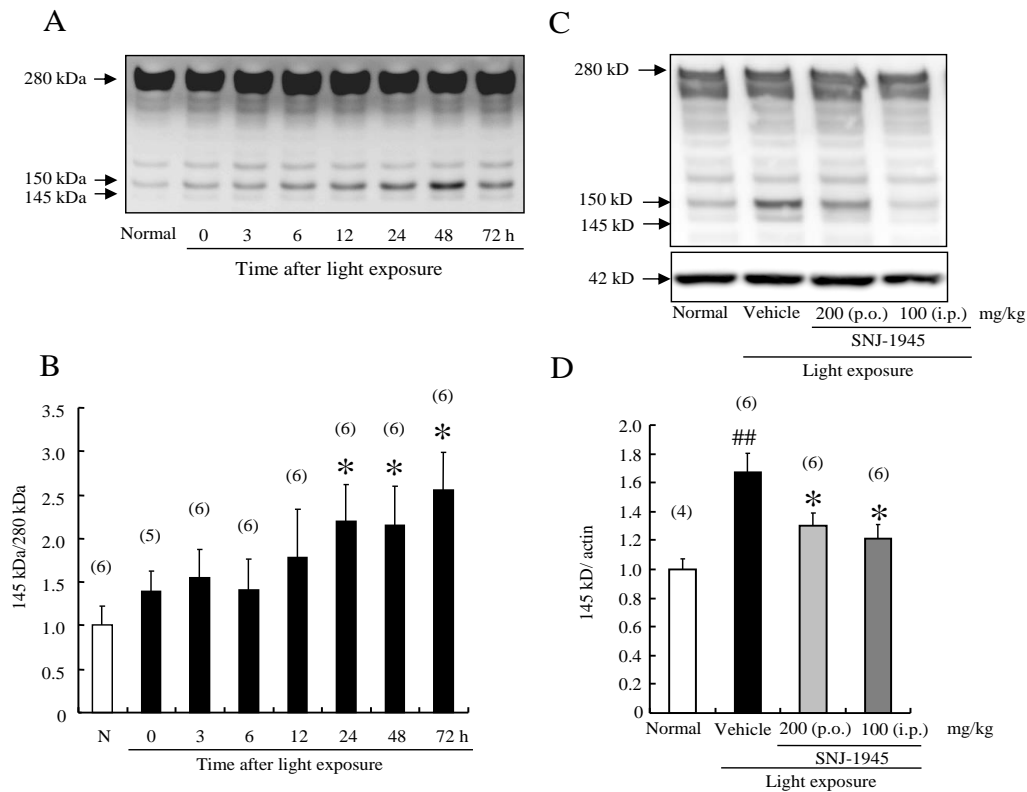 A
280 kDa
150 kDa
145 kDa
Normal 0 3 6 12 24 48 72 h
Time after light exposure
C
280 kD
150 kD
145 kD
42 kD
Normal Vehicle 200 (p.o.) 100 (i.p.) mg/kg
SNJ-1945
Light exposure
B
145 kDa/280 kDa
3.5
3.0
2.5
2.0
1.5
1.0
0.5
0
(6)
(5)
(6)
(6)
(6)
(6)
*
(6)
*
(6)
*
N 0 3 6 12 24 48 72 h
Time after light exposure
D
145 kD/ actin
2.0
1.8
1.6
1.4
1.2
1.0
0.8
0.6
0.4
0.2
0
(4)
(6)
##
(6)
*
(6)
*
Normal Vehicle 200 (p.o.) 100 (i.p.) mg/kg
SNJ-1945
Light exposure